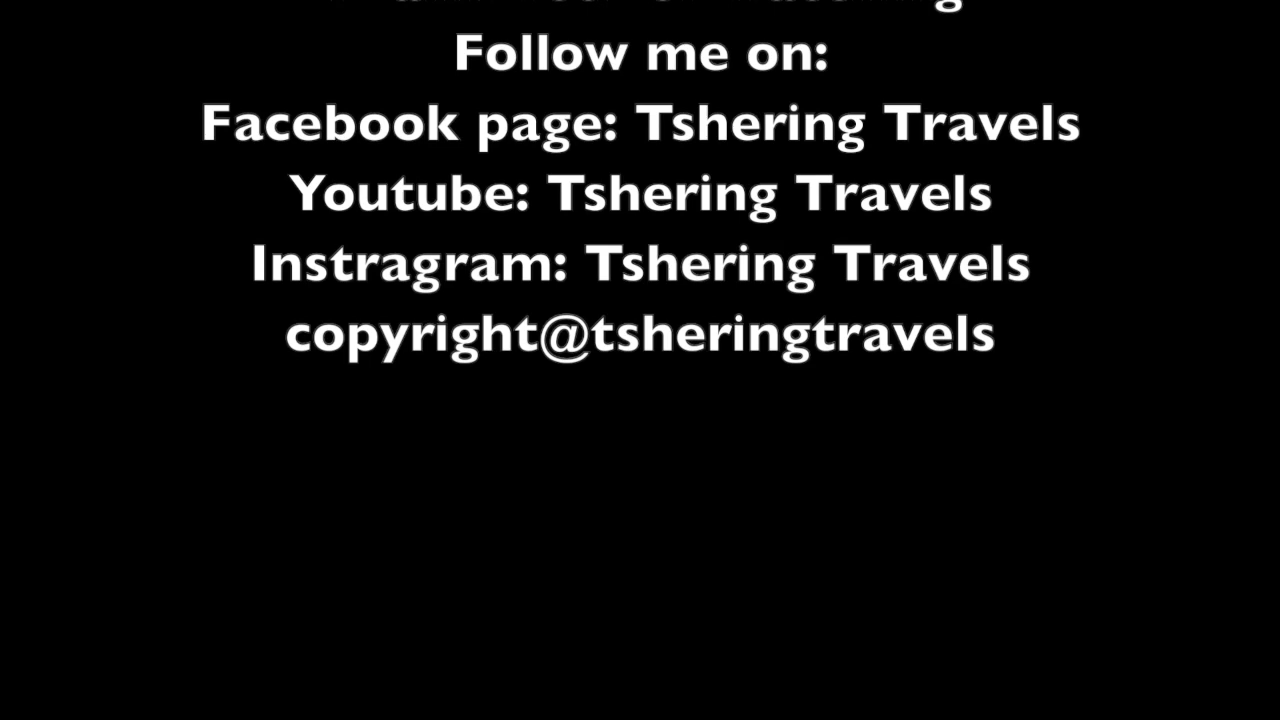 Follow me on:
Facebook page: Tshering Travels
Youtube: Tshering Travels
Instragram: Tshering Travels
copyright@tsheringtravels